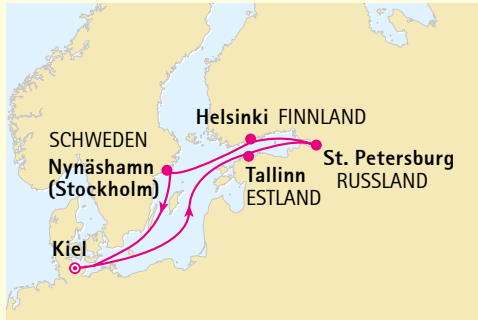 Helsinki FINNLAND
SCHWEDEN
Nynäshamn
(Stockholm)
St. Petersburg
RUSSLAND
Tallinn
ESTLAND
Kiel